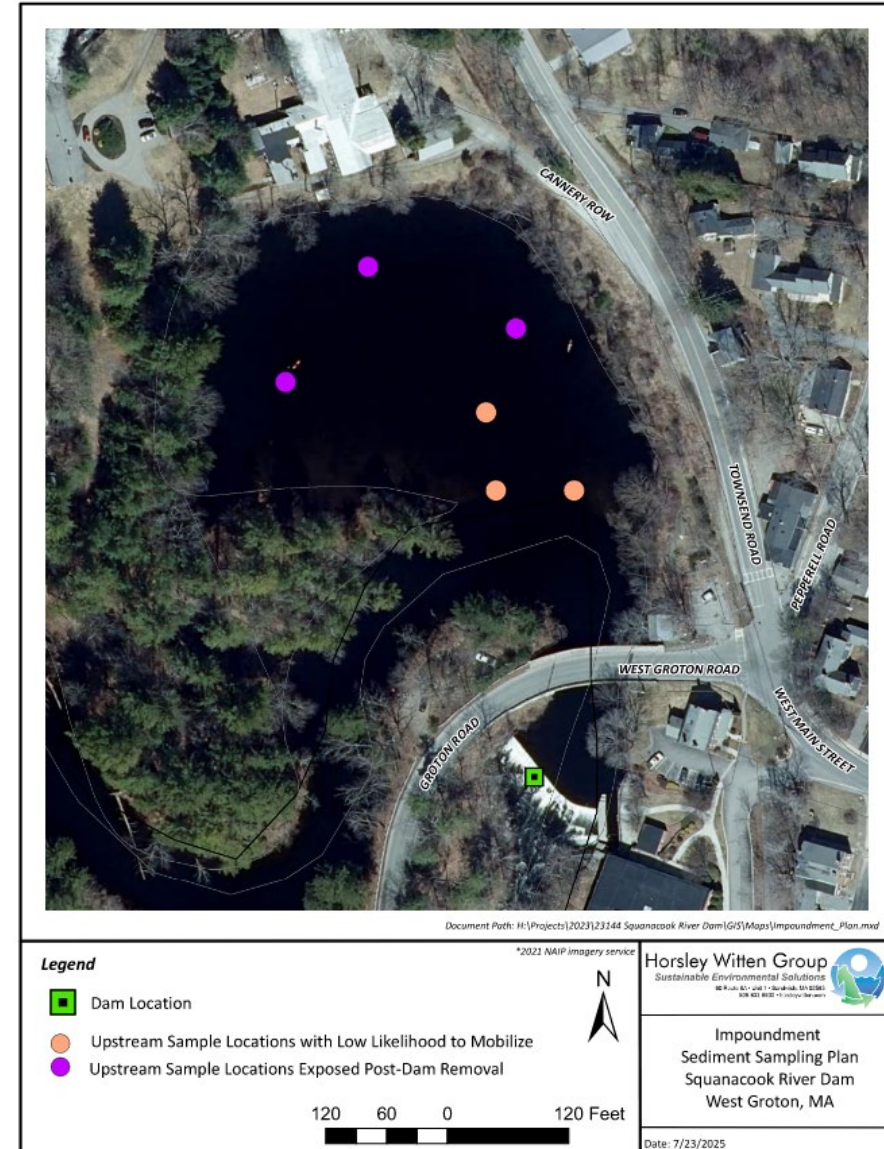 CANNERY ROW
TOWNSEND ROAD
PEPPERELL ROAD
WEST GROTON ROAD
GROTON ROAD
WEST MAIN STREET
Document Path: H:\Projects\2023\23144 Squanacook River Dam\GIS\Maps\Impoundment_Plan.mxd
*2021 NAIP imagery service
Legend
Dam Location
Upstream Sample Locations with Low Likelihood to Mobilize
Upstream Sample Locations Exposed Post-Dam Removal
N
120 60 0 120 Feet
Horsley Witten Group
Sustainable Environmental Solutions
Impoundment
Sediment Sampling Plan
Squanacook River Dam
West Groton, MA
Date: 7/23/2025